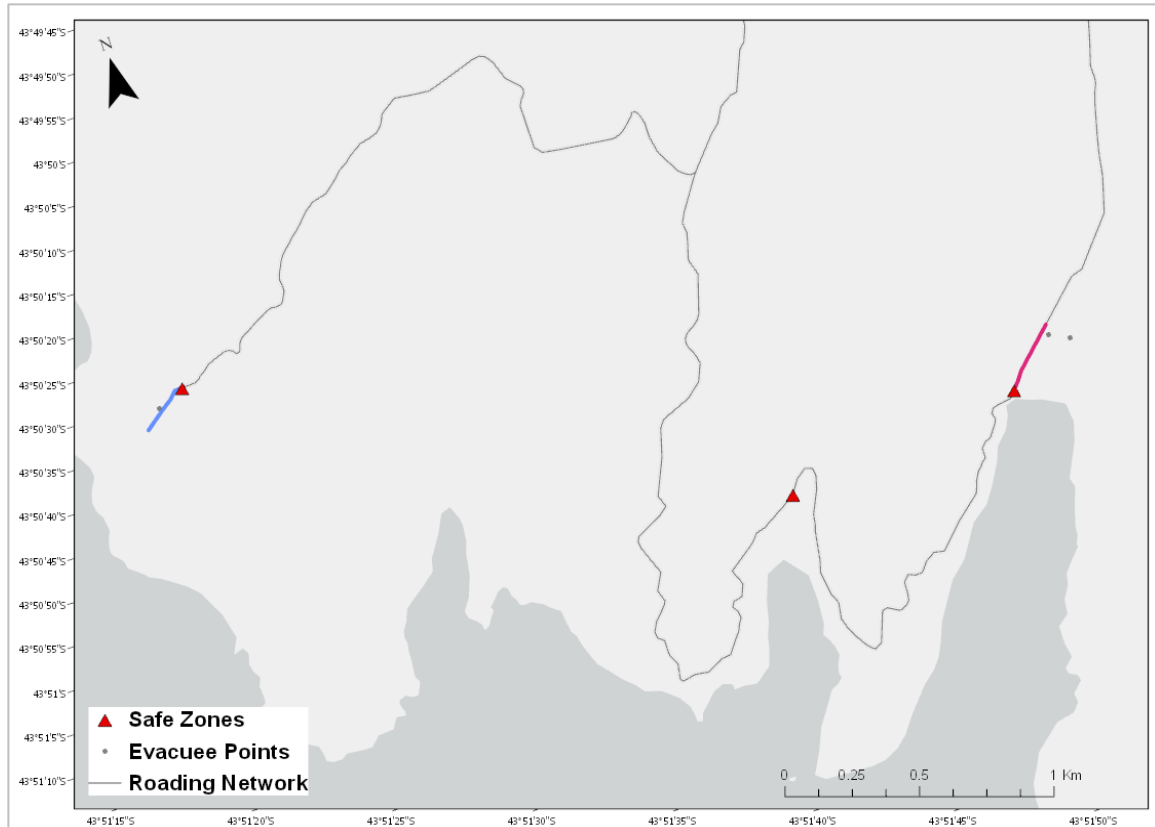 N
43°49'45"S
43°49'50"S
43°49'55"S
43°50'S
43°50'5"S
43°50'10"S
43°50'15"S
43°50'20"S
43°50'25"S
43°50'30"S
43°50'35"S
43°50'40"S
43°50'45"S
43°50'50"S
43°50'55"S
43°51'S
43°51'5"S
43°51'10"S
Safe Zones
Evacuee Points
Roading Network
0 0.25 0.5 1 Km
43°51'15"S 43°51'20"S 43°51'25"S 43°51'30"S 43°51'35"S 43°51'40"S 43°51'45"S 43°51'50"S